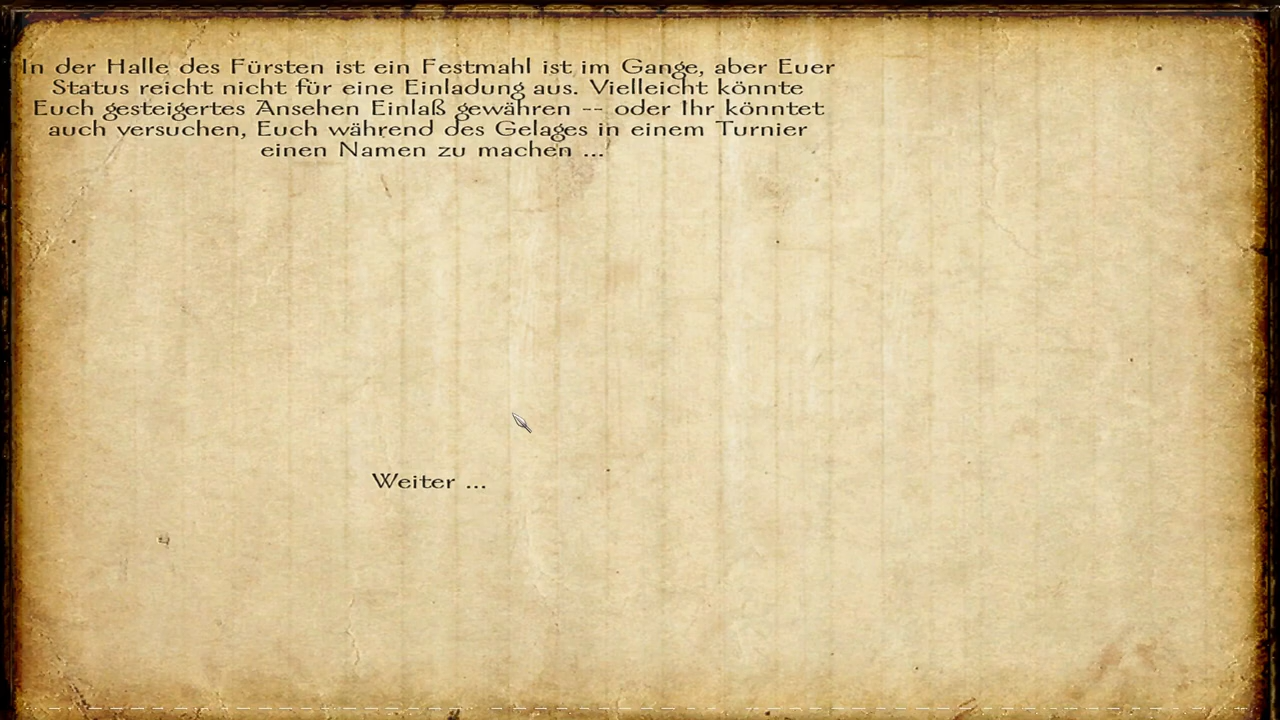 In der Halle des Fürsten ist ein Festmahl ist im Gange, aber Euer
Status reicht nicht für eine Einladung aus. Vielleicht könnte
Euch gesteigertes Ansehen Einlaß gewähren -- oder Ihr könntet
auch versuchen, Euch während des Gelages in einem Turnier
einen Namen zu machen ...
Weiter ...